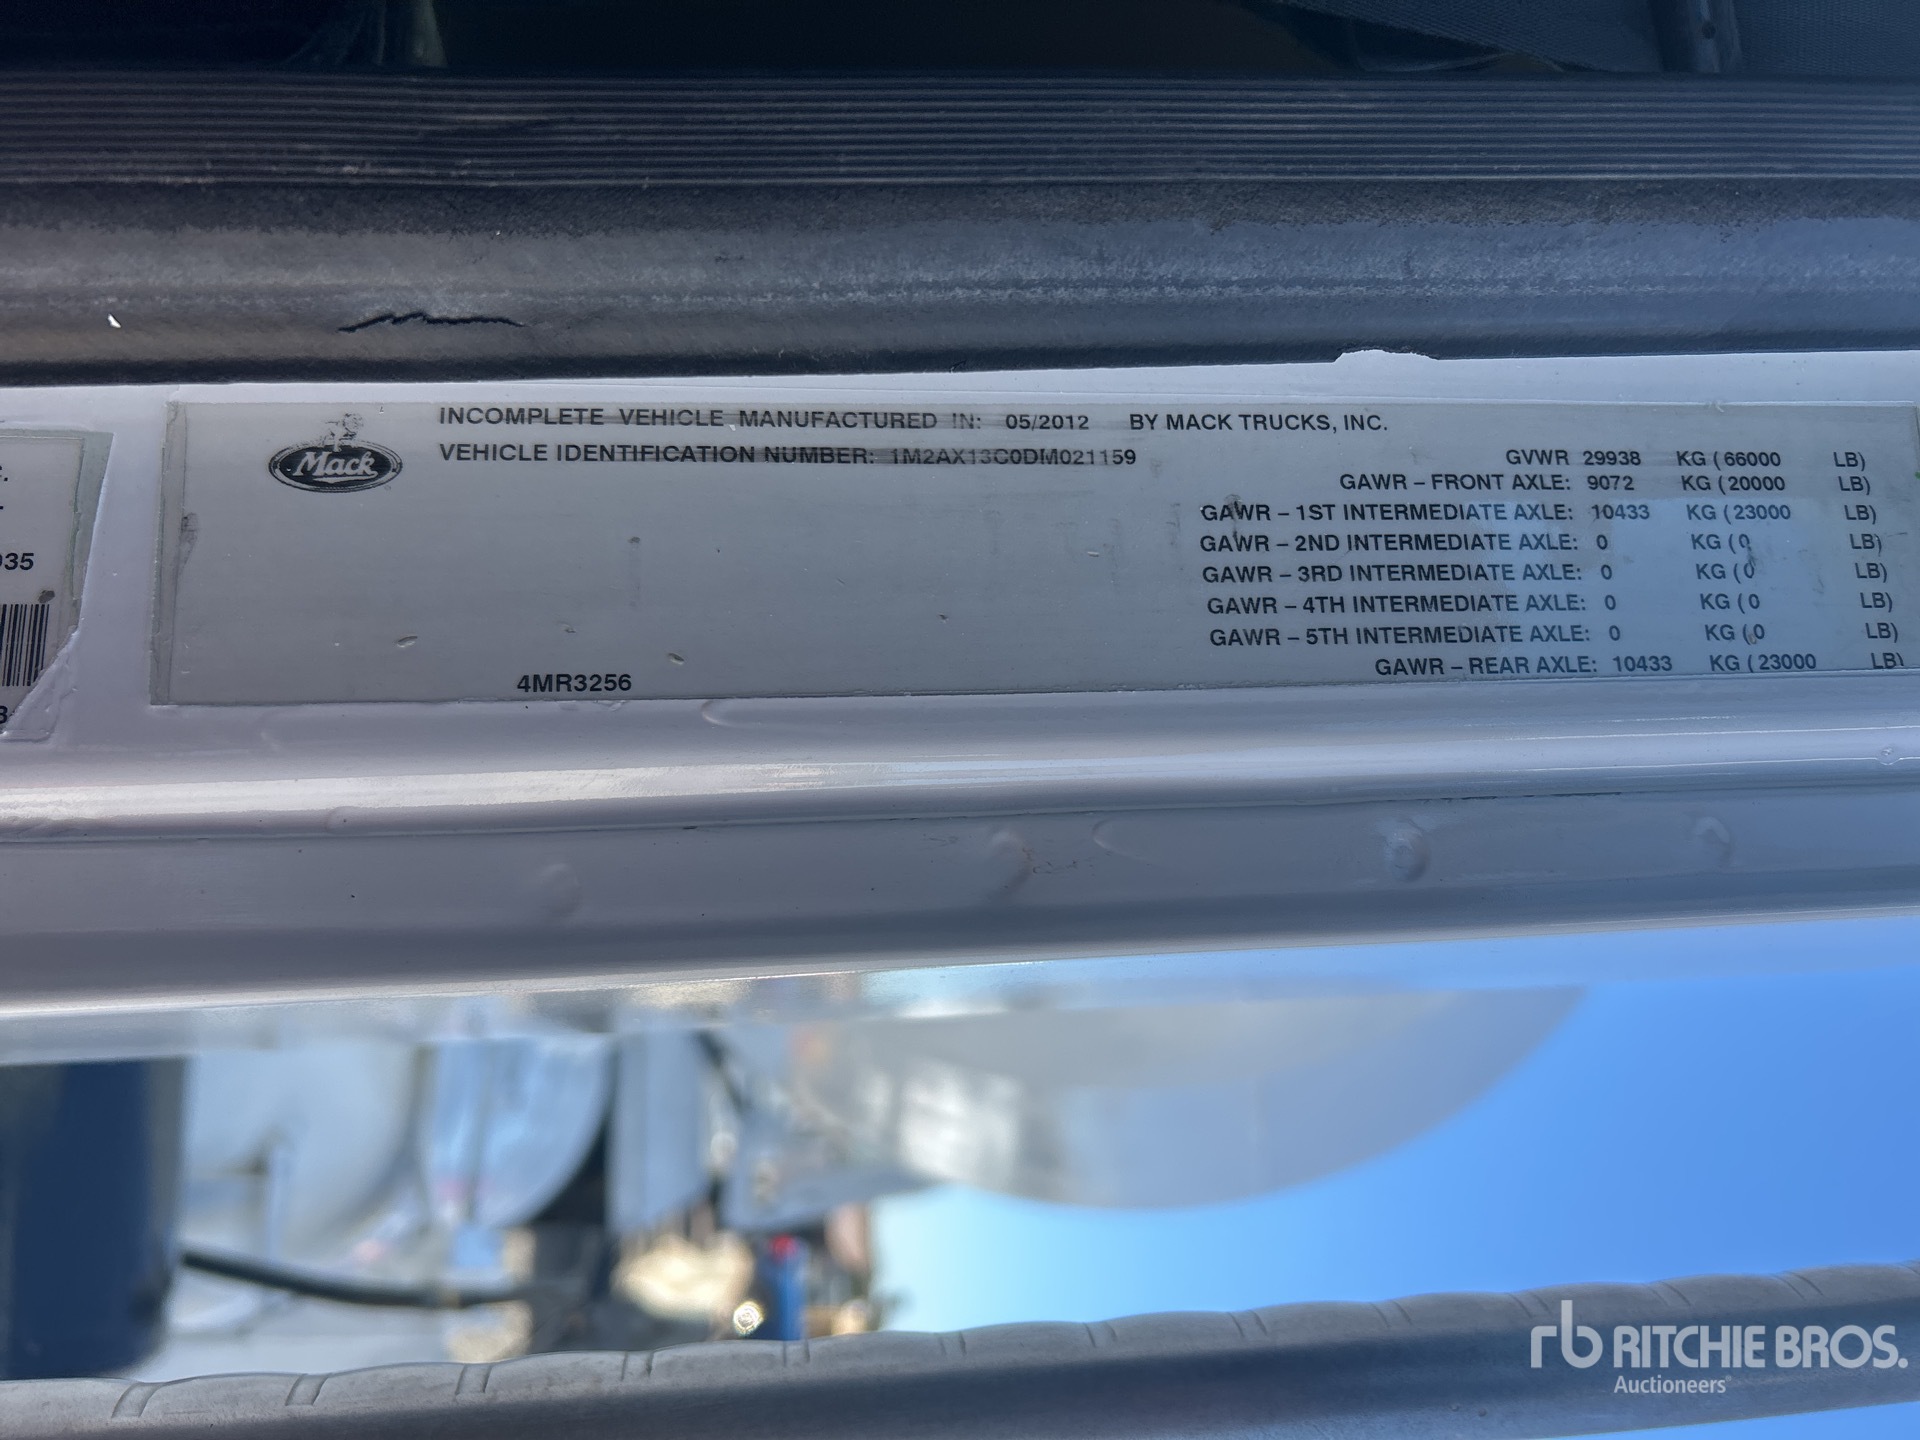 INCOMPLETE VEHICLE MANUFACTURED IN: 05/2012 BY MACK TRUCKS, INC.
Mack
VEHICLE IDENTIFICATION NUMBER: 1M2AX13C0DM021159
GVWR 29938 KG ( 66000 LB)
GAWR – FRONT AXLE: 9072 KG ( 20000 LB)
GAWR – 1ST INTERMEDIATE AXLE: 10433 KG ( 23000 LB)
GAWR – 2ND INTERMEDIATE AXLE: 0 KG ( 0 LB)
GAWR – 3RD INTERMEDIATE AXLE: 0 KG ( 0 LB)
GAWR – 4TH INTERMEDIATE AXLE: 0 KG ( 0 LB)
GAWR – 5TH INTERMEDIATE AXLE: 0 KG ( 0 LB)
GAWR – REAR AXLE: 10433 KG ( 23000 LB)
4MR3256
35
rb RITCHIE BROS.
Auctioneers